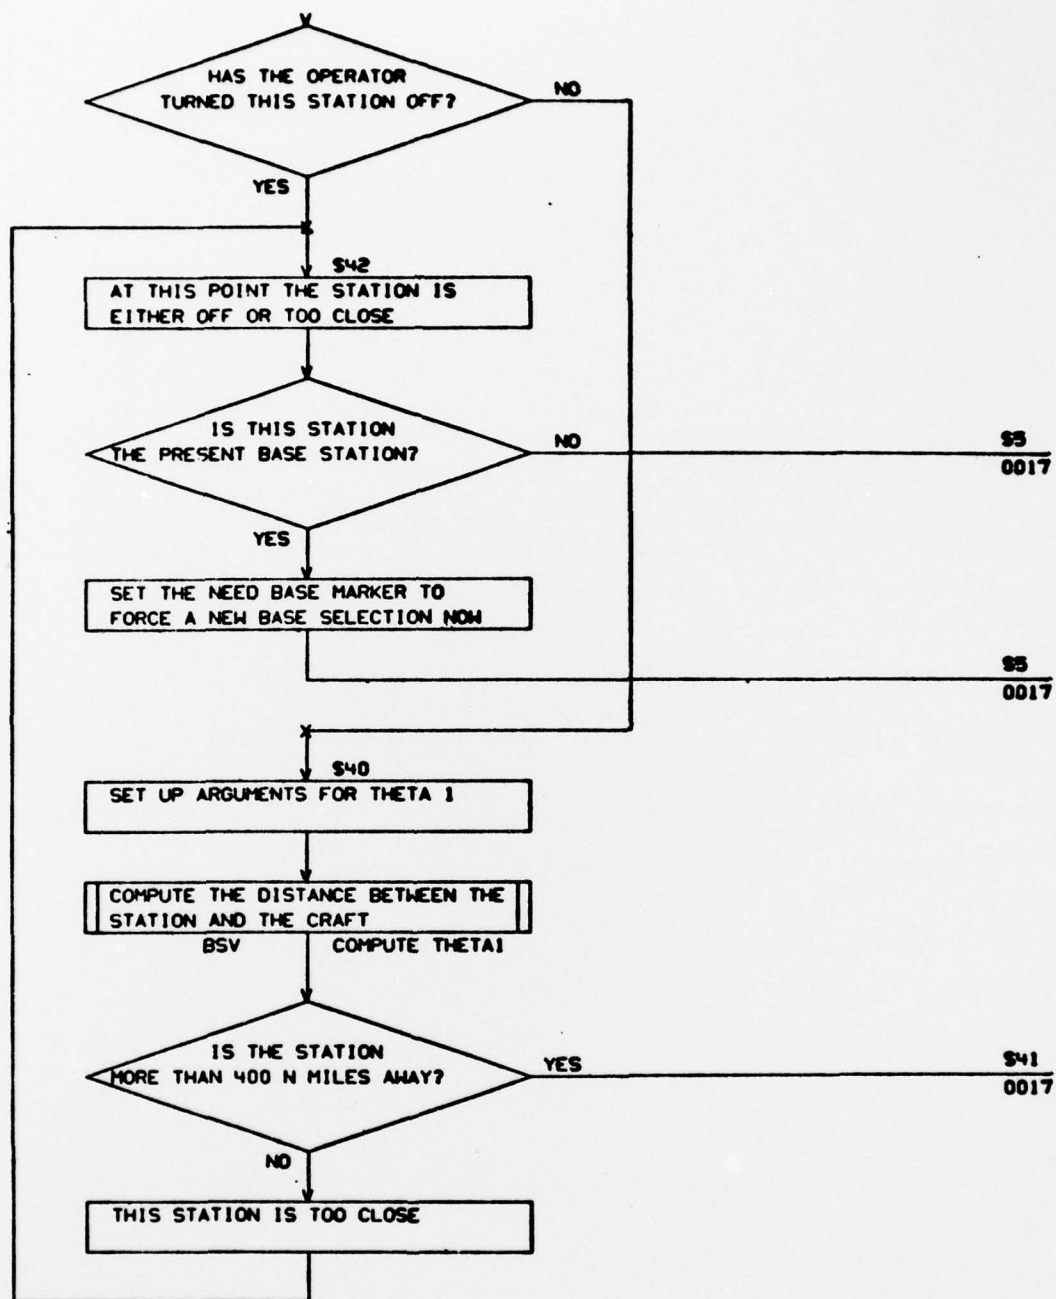 HAS THE OPERATOR
TURNED THIS STATION OFF?
NO
YES
$42
AT THIS POINT THE STATION IS
EITHER OFF OR TOO CLOSE
IS THIS STATION
THE PRESENT BASE STATION?
NO
$5
0017
YES
SET THE NEED BASE MARKER TO
FORCE A NEW BASE SELECTION NOW
$5
0017
$40
SET UP ARGUMENTS FOR THETA 1
COMPUTE THE DISTANCE BETWEEN THE
STATION AND THE CRAFT
BSV COMPUTE THETA1
IS THE STATION
MORE THAN 400 N MILES AWAY?
YES
$41
0017
NO
THIS STATION IS TOO CLOSE